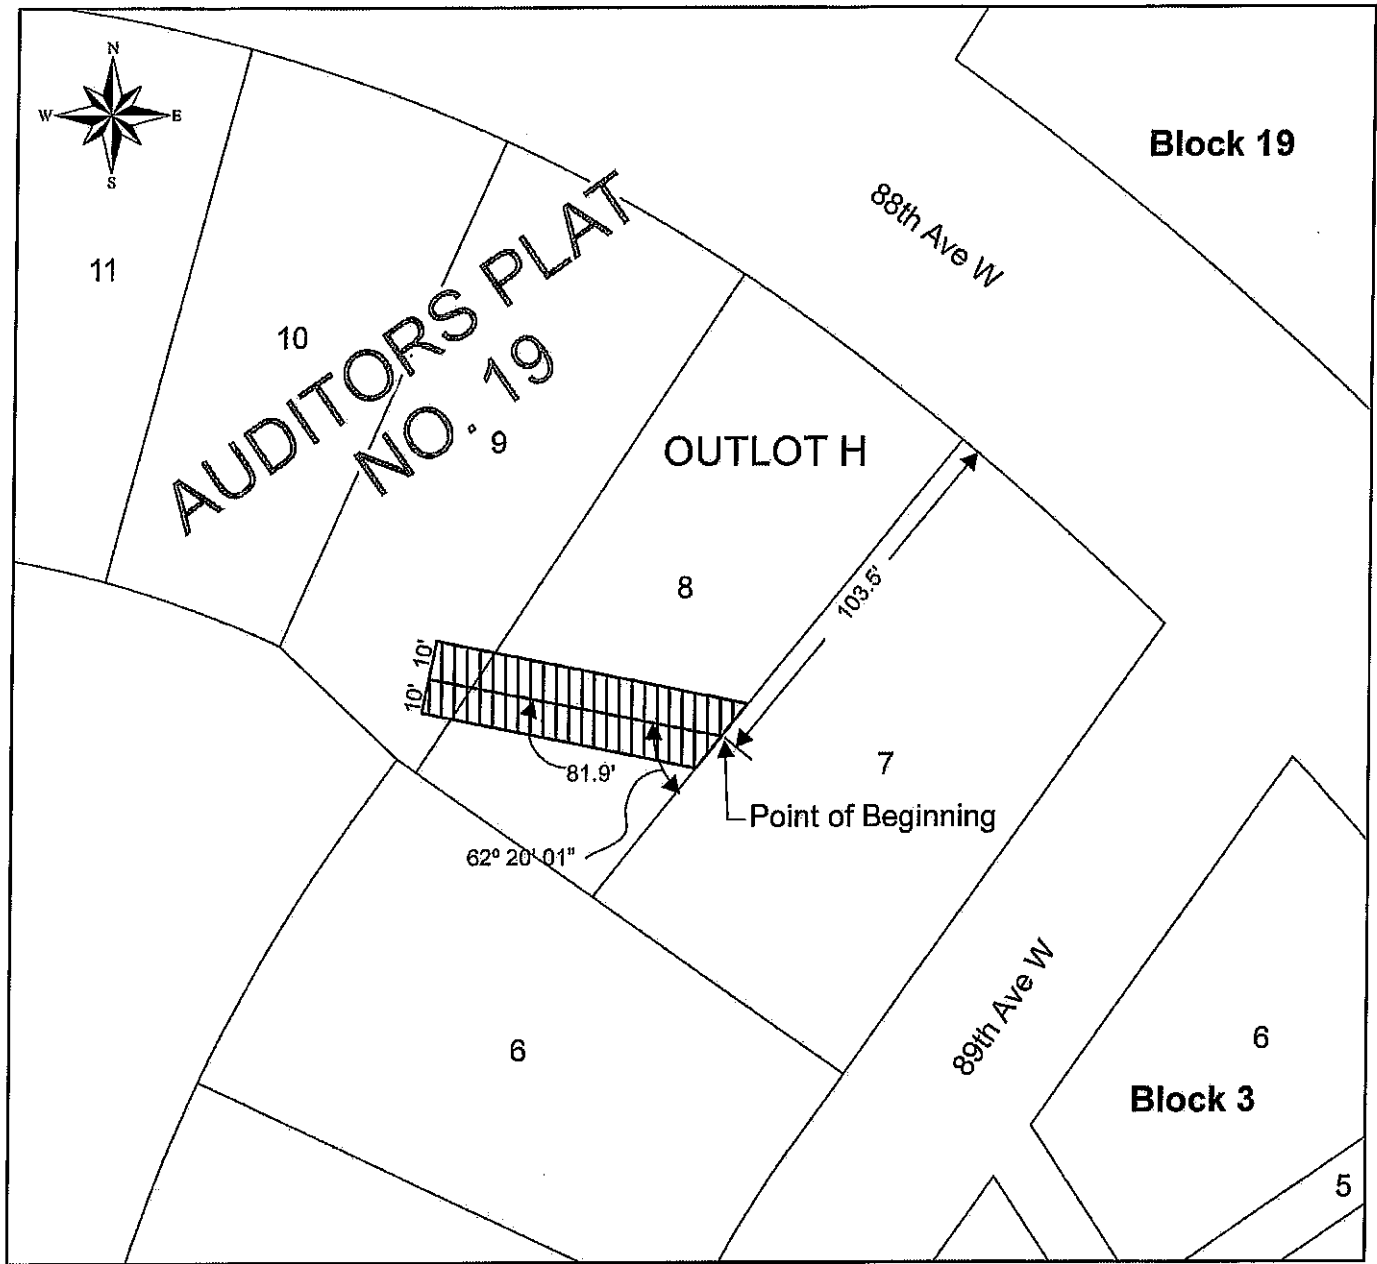 N
W E
S
Block 19
88th Ave W
11
10
AUDITORS PLAT
NO. 19
9
OUTLOT H
8
103.5'
10'
10'
81.9'
7
Point of Beginning
62° 20' 01"
89th Ave W
6
6
Block 3
5